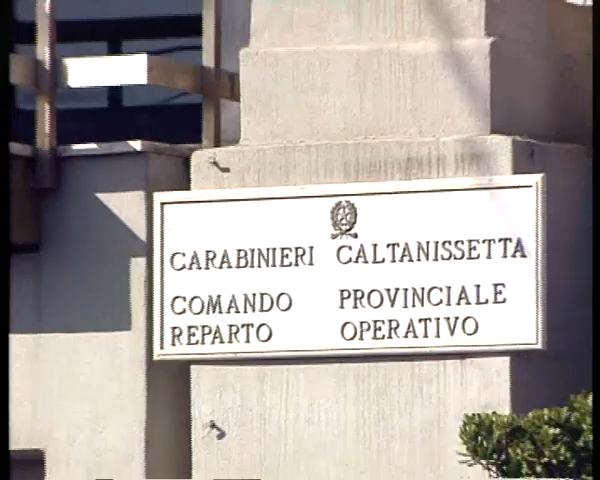 CARABINIERI CALTANISSETTA
COMANDO PROVINCIALE
REPARTO OPERATIVO